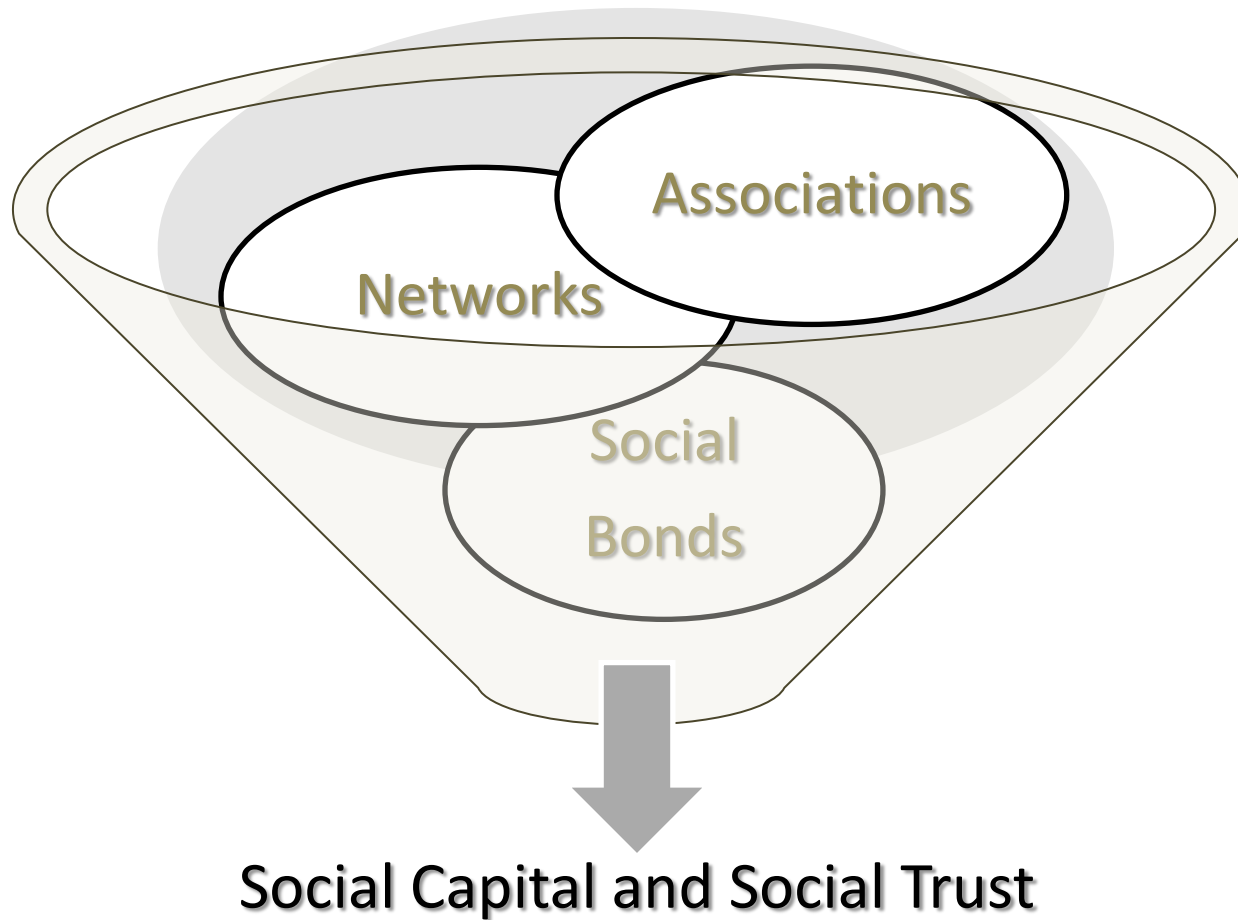 Associations
Networks
Social
Bonds
Social Capital and Social Trust